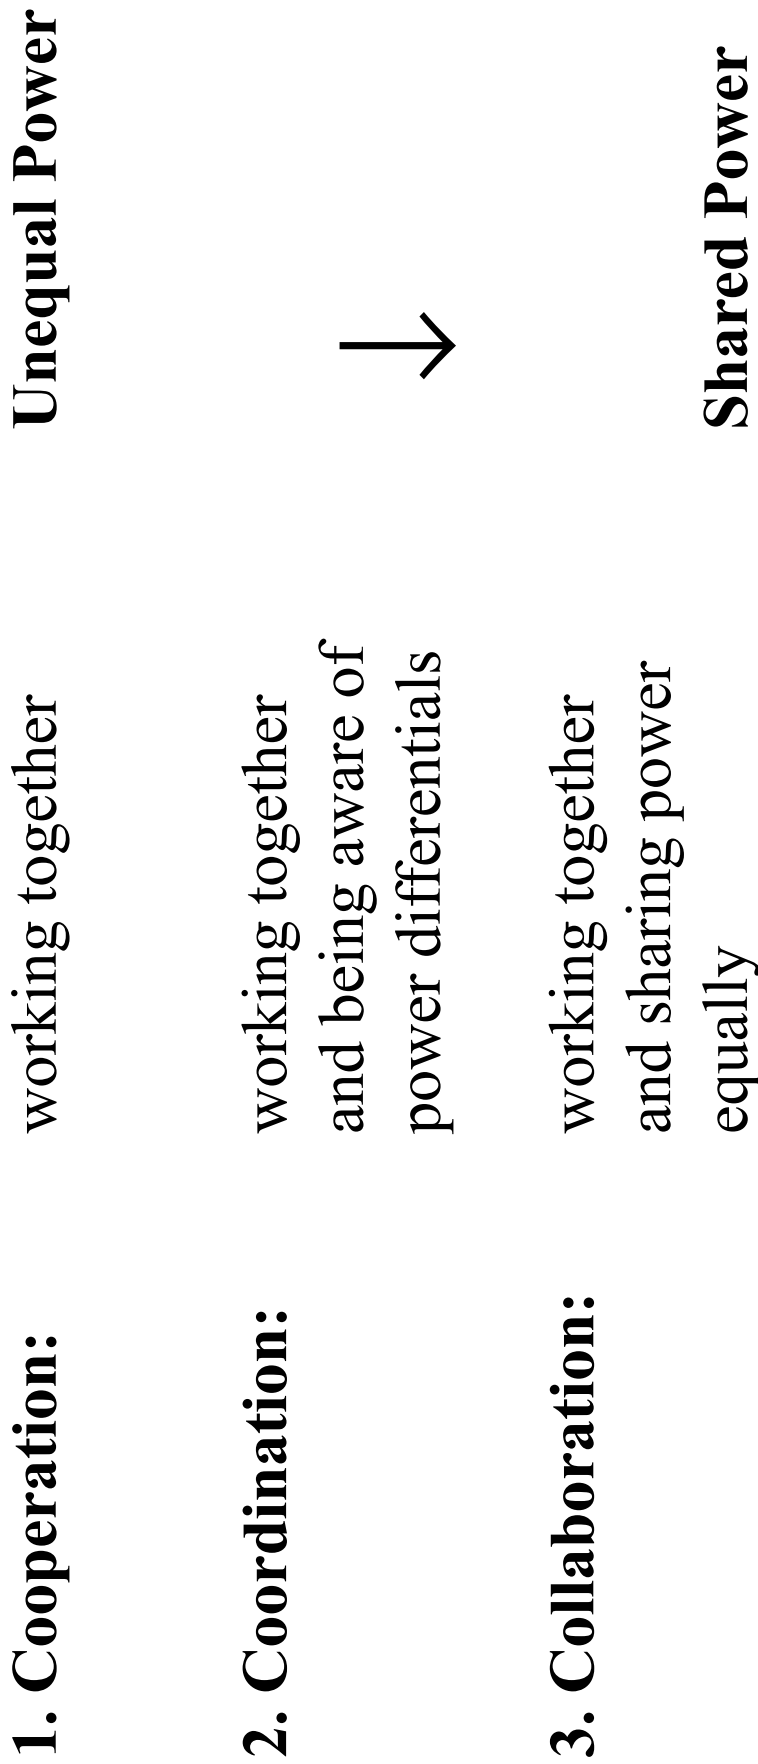 1. Cooperation: working together Unequal Power
2. Coordination: working together
and being aware of →
power differentials
3. Collaboration: working together
and sharing power
equally Shared Power